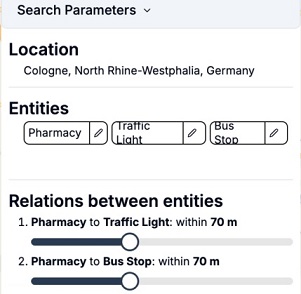 Search Parameters
Location
Cologne, North Rhine-Westphalia, Germany
Entities
Pharmacy Traffic Light Bus Stop
Relations between entities
1. Pharmacy to Traffic Light: within 70 m
2. Pharmacy to Bus Stop: within 70 m